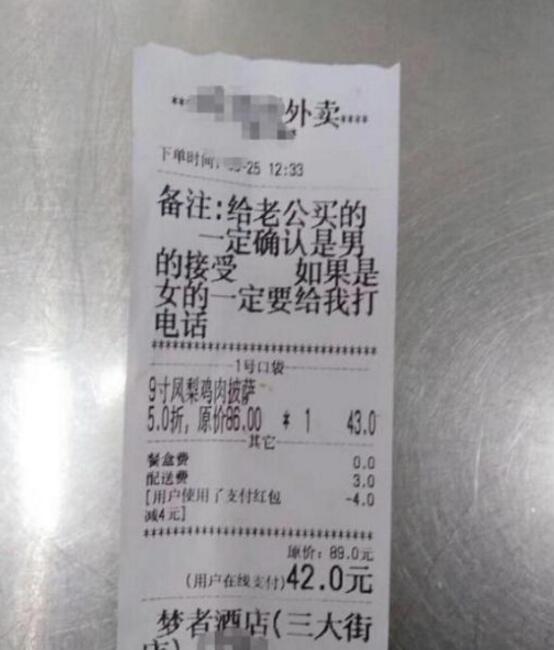 外卖****
下单时间: -25 12:33
备注:给老公买的
一定确认是男
的接受 如果是
女的一定要给我打
电话
********************************
1号口袋
9寸凤梨鸡肉披萨
5.0折,原价86.00 * 1 43.0
其它
餐盒费 0.0
配送费 3.0
[用户使用了支付红包 -4.0
减4元]
********************************
原价: 89.0元
(用户在线支付)42.0元
梦者酒店(三大街
店)